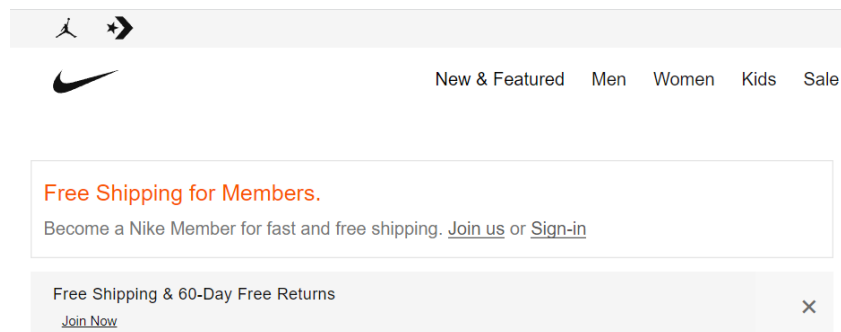 New & Featured Men Women Kids Sale
Free Shipping for Members.
Become a Nike Member for fast and free shipping. Join us or Sign-in
Free Shipping & 60-Day Free Returns
Join Now